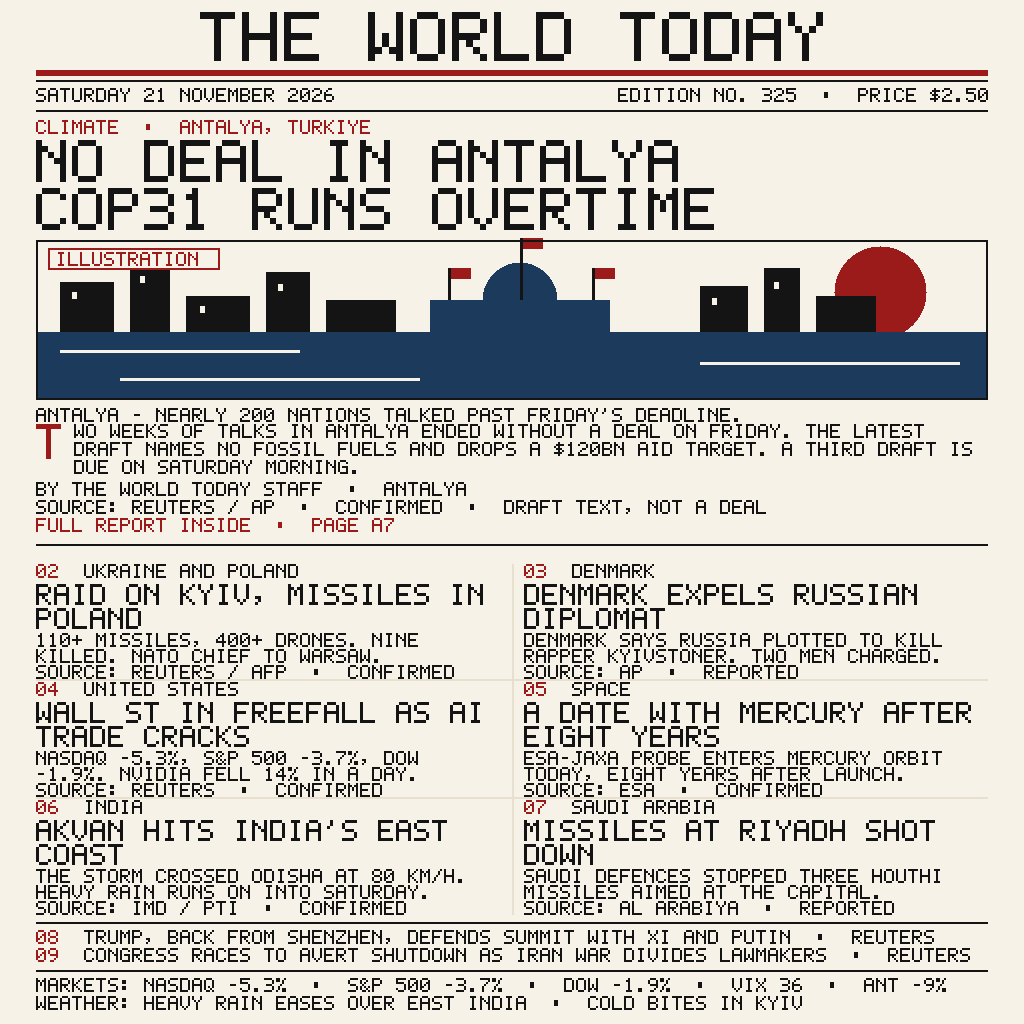 THE WORLD TODAY
SATURDAY 21 NOVEMBER 2026
EDITION NO. 325 · PRICE $2.50
CLIMATE · ANTALYA, TURKIYE
NO DEAL IN ANTALYA
COP31 RUNS OVERTIME
ILLUSTRATION
ANTALYA - NEARLY 200 NATIONS TALKED PAST FRIDAY'S DEADLINE.
TWO WEEKS OF TALKS IN ANTALYA ENDED WITHOUT A DEAL ON FRIDAY. THE LATEST
DRAFT NAMES NO FOSSIL FUELS AND DROPS A $120BN AID TARGET. A THIRD DRAFT IS
DUE ON SATURDAY MORNING.
BY THE WORLD TODAY STAFF · ANTALYA
SOURCE: REUTERS / AP · CONFIRMED · DRAFT TEXT, NOT A DEAL
FULL REPORT INSIDE · PAGE A7
02 UKRAINE AND POLAND
RAID ON KYIV, MISSILES IN
POLAND
110+ MISSILES, 400+ DRONES. NINE
KILLED. NATO CHIEF TO WARSAW.
SOURCE: REUTERS / AFP · CONFIRMED
03 DENMARK
DENMARK EXPELS RUSSIAN
DIPLOMAT
DENMARK SAYS RUSSIA PLOTTED TO KILL
RAPPER KYIVSTONER. TWO MEN CHARGED.
SOURCE: AP · REPORTED
04 UNITED STATES
WALL ST IN FREEFALL AS AI
TRADE CRACKS
NASDAQ -5.3%, S&P 500 -3.7%, DOW
-1.9%. NVIDIA FELL 14% IN A DAY.
SOURCE: REUTERS · CONFIRMED
05 SPACE
A DATE WITH MERCURY AFTER
EIGHT YEARS
ESA-JAXA PROBE ENTERS MERCURY ORBIT
TODAY, EIGHT YEARS AFTER LAUNCH.
SOURCE: ESA · CONFIRMED
06 INDIA
AKVAN HITS INDIA'S EAST
COAST
THE STORM CROSSED ODISHA AT 80 KM/H.
HEAVY RAIN RUNS ON INTO SATURDAY.
SOURCE: IMD / PTI · CONFIRMED
07 SAUDI ARABIA
MISSILES AT RIYADH SHOT
DOWN
SAUDI DEFENCES STOPPED THREE HOUTHI
MISSILES AIMED AT THE CAPITAL.
SOURCE: AL ARABIYA · REPORTED
08 TRUMP, BACK FROM SHENZHEN, DEFENDS SUMMIT WITH XI AND PUTIN · REUTERS
09 CONGRESS RACES TO AVERT SHUTDOWN AS IRAN WAR DIVIDES LAWMAKERS · REUTERS
MARKETS: NASDAQ -5.3% · S&P 500 -3.7% · DOW -1.9% · VIX 36 · ANT -9%
WEATHER: HEAVY RAIN EASES OVER EAST INDIA · COLD BITES IN KYIV